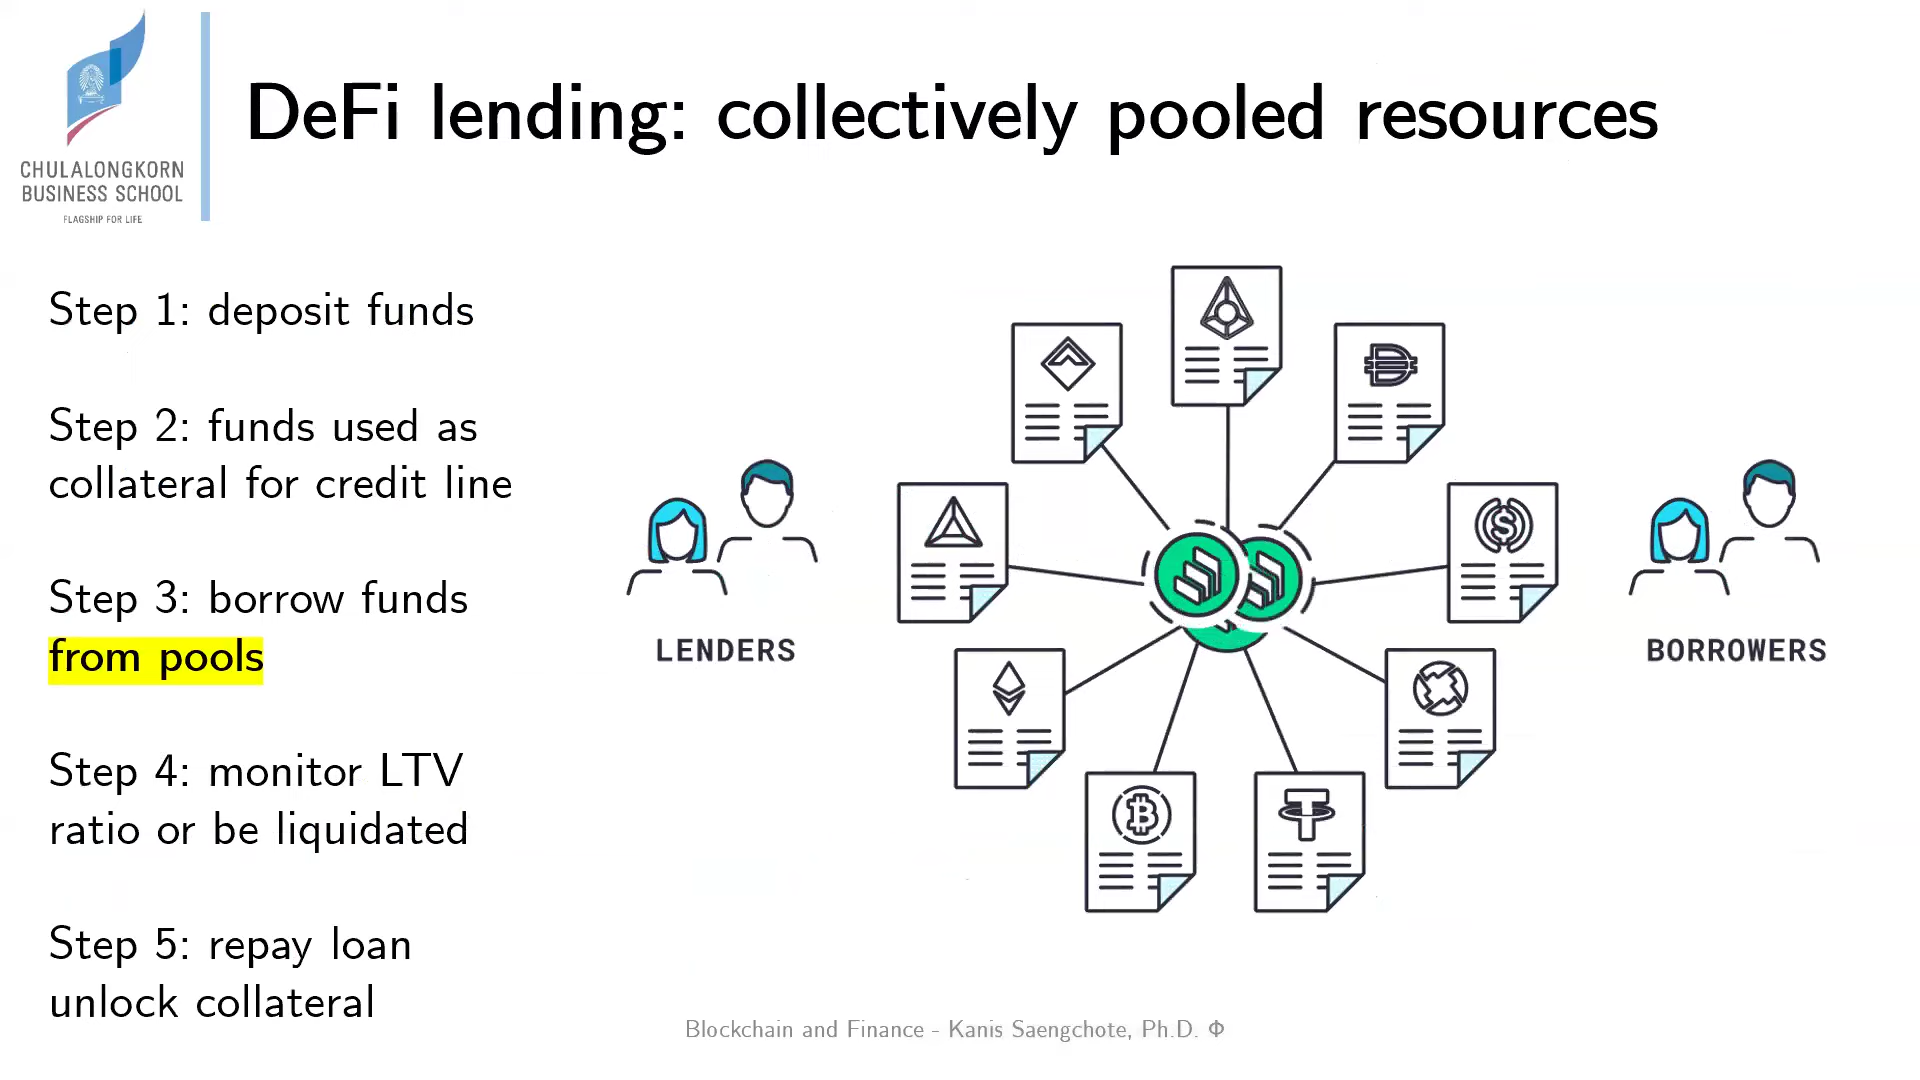 CHULALONGKORN
BUSINESS SCHOOL
FLAGSHIP FOR LIFE
DeFi lending: collectively pooled resources
Step 1: deposit funds
Step 2: funds used as
collateral for credit line
Step 3: borrow funds
from pools
Step 4: monitor LTV
ratio or be liquidated
Step 5: repay loan
unlock collateral
LENDERS
BORROWERS
Blockchain and Finance - Kanis Saengchote, Ph.D. Φ